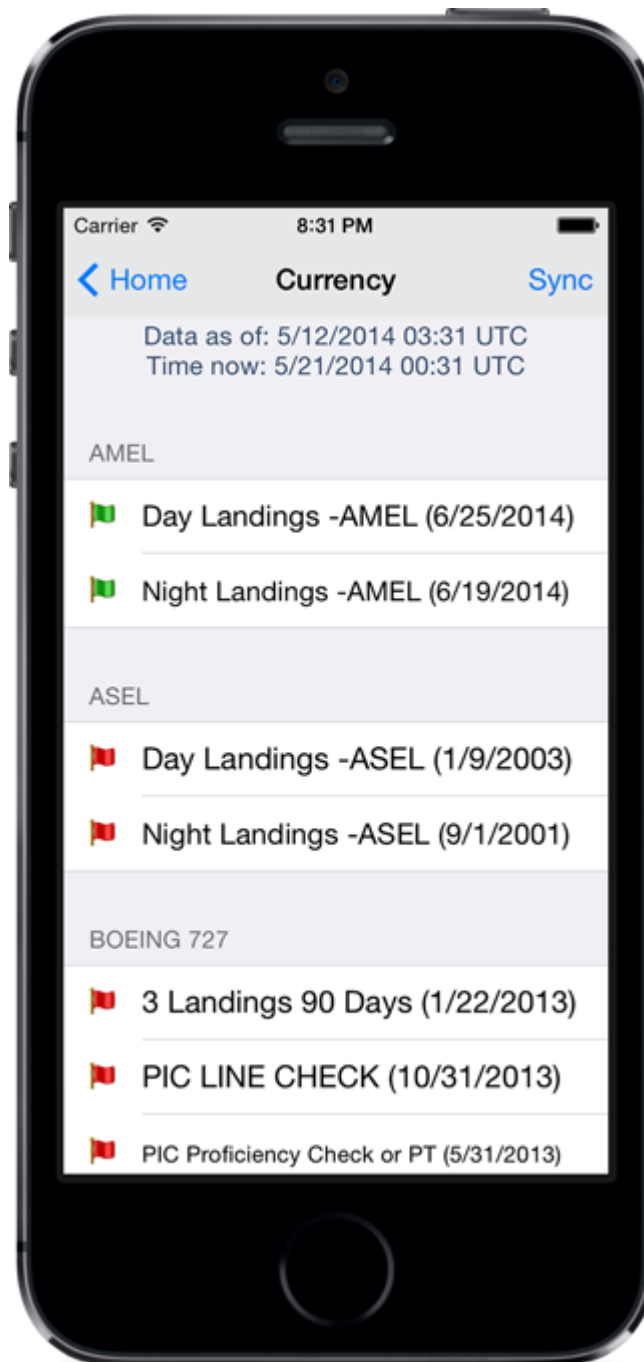 Carrier 8:31 PM
Home Currency Sync
Data as of: 5/12/2014 03:31 UTC
Time now: 5/21/2014 00:31 UTC
AMEL
Day Landings -AMEL (6/25/2014)
Night Landings -AMEL (6/19/2014)
ASEL
Day Landings -ASEL (1/9/2003)
Night Landings -ASEL (9/1/2001)
BOEING 727
3 Landings 90 Days (1/22/2013)
PIC LINE CHECK (10/31/2013)
PIC Proficiency Check or PT (5/31/2013)